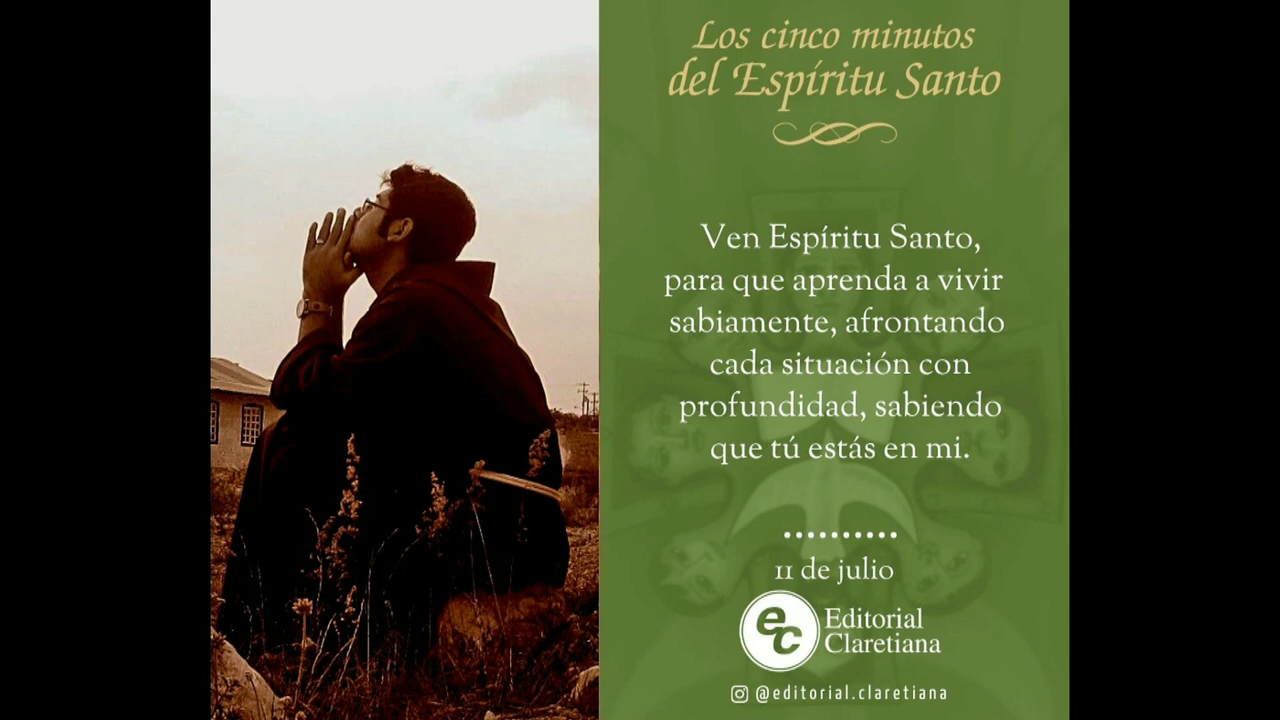 Los cinco minutos
del Espíritu Santo
Ven Espíritu Santo,
para que aprenda a vivir
sabiamente, afrontando
cada situación con
profundidad, sabiendo
que tú estás en mi.
11 de julio
ec Editorial
Claretiana
@editorial.claretiana